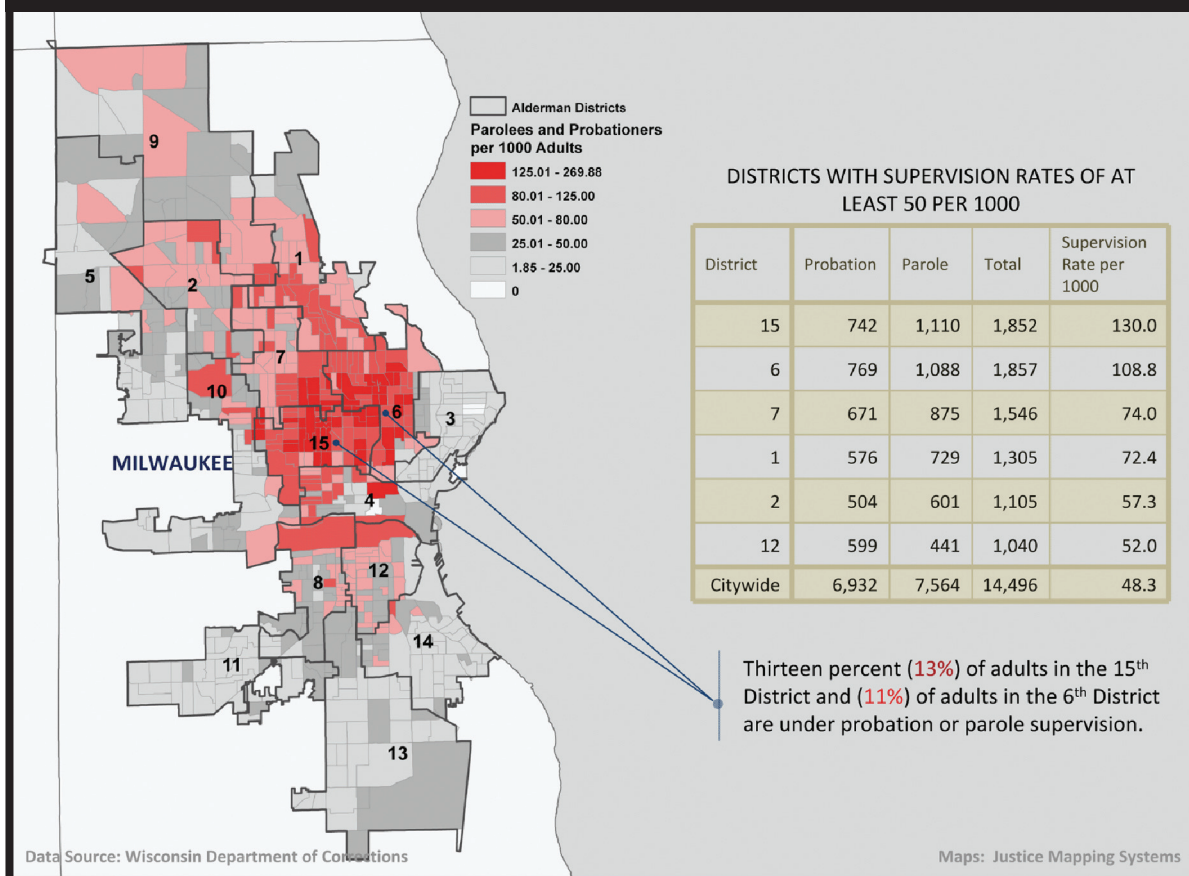 Alderman Districts
Parolees and Probationers
per 1000 Adults
125.01 - 269.88
80.01 - 125.00
50.01 - 80.00
25.01 - 50.00
1.85 - 25.00
0
9
5
2
1
7
10
6
3
15
MILWAUKEE
4
8
12
14
11
13
DISTRICTS WITH SUPERVISION RATES OF AT
LEAST 50 PER 1000
District Probation Parole Total Supervision Rate per 1000
15 742 1,110 1,852 130.0
6 769 1,088 1,857 108.8
7 671 875 1,546 74.0
1 576 729 1,305 72.4
2 504 601 1,105 57.3
12 599 441 1,040 52.0
Citywide 6,932 7,564 14,496 48.3
Thirteen percent (13%) of adults in the 15th
District and (11%) of adults in the 6th District
are under probation or parole supervision.
Data Source: Wisconsin Department of Corrections
Maps: Justice Mapping Systems